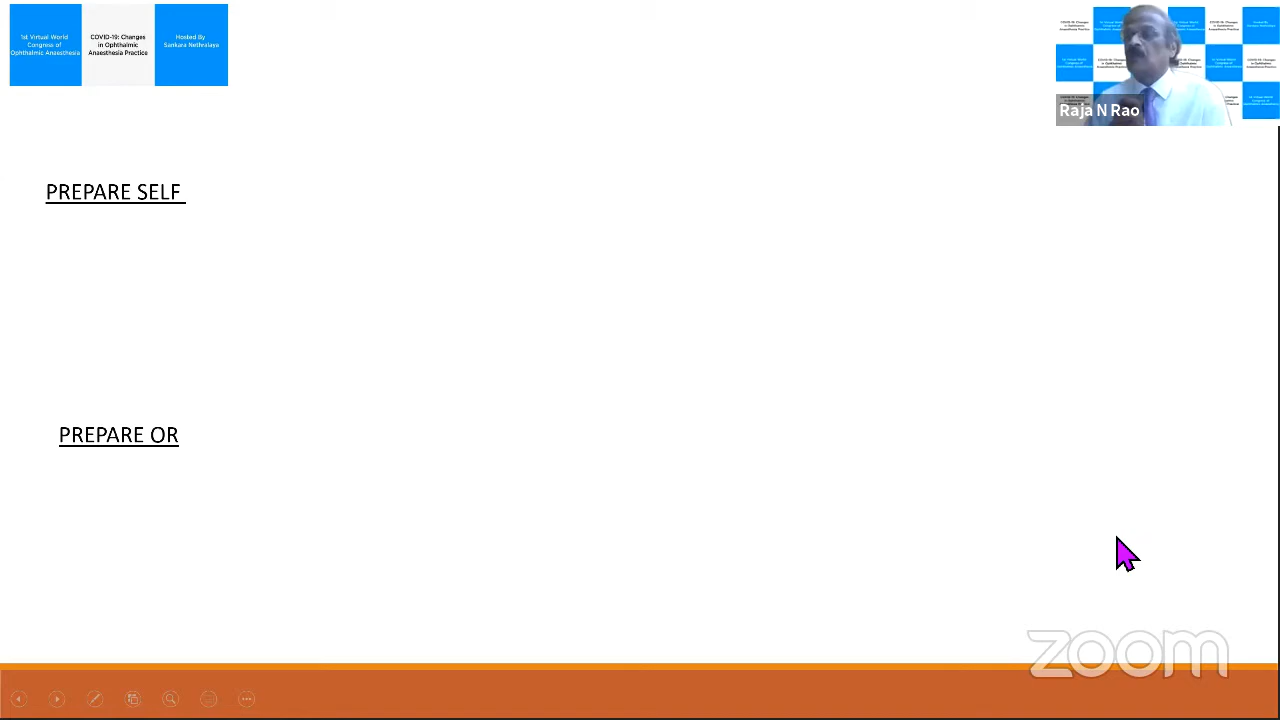 1st Virtual World
Congress of
Ophthalmic Anaesthesia
COVID-19: Changes
in Ophthalmic
Anaesthesia Practice
Hosted By
Sankara Nethralaya
Raja N Rao
PREPARE SELF
PREPARE OR
zoom